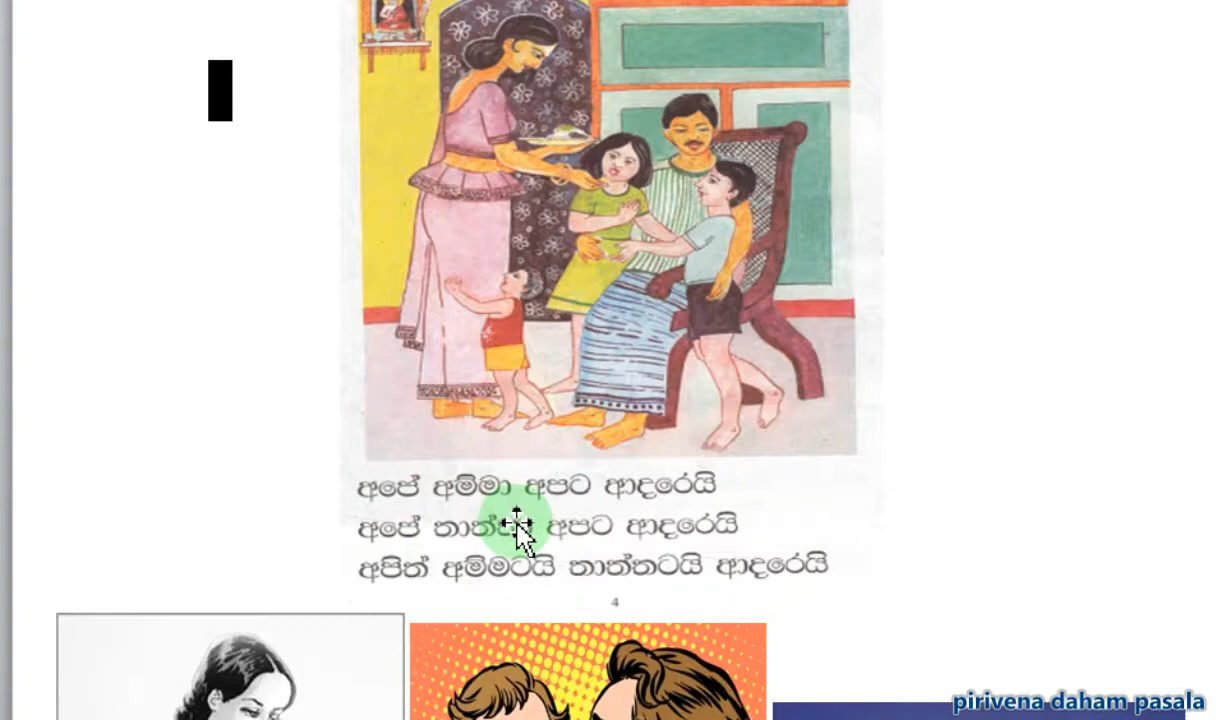 අපේ අම්මා අපට ආදරෙයි
අපේ තාත්තා අපට ආදරෙයි
අපිත් අම්මටයි තාත්තටයි ආදරෙයි
4
pirivena daham pasala